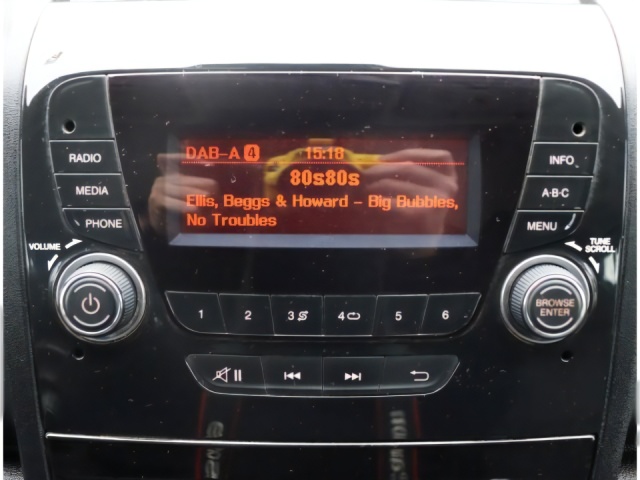 DAB-A 4 15:18
80s80s
Ellis, Beggs & Howard - Big Bubbles,
No Troubles
RADIO
MEDIA
PHONE
INFO
A·B·C
MENU
VOLUME
TUNE
SCROLL
BROWSE
ENTER
1 2 3 4 5 6